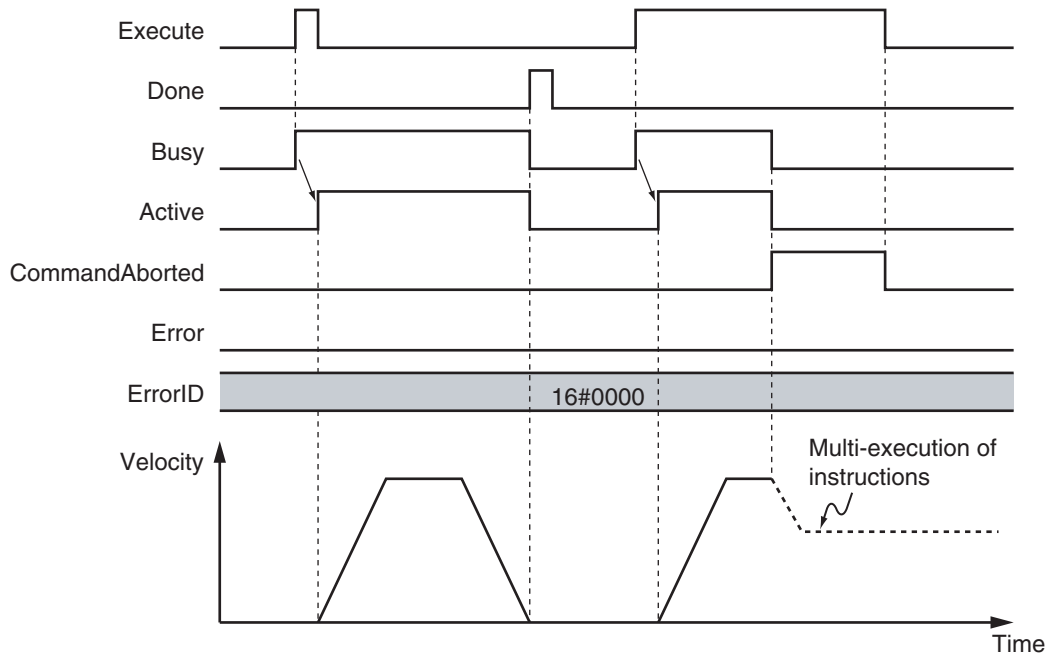 Execute
Done
Busy
Active
CommandAborted
Error
ErrorID
16#0000
Velocity
Multi-execution of
instructions
Time